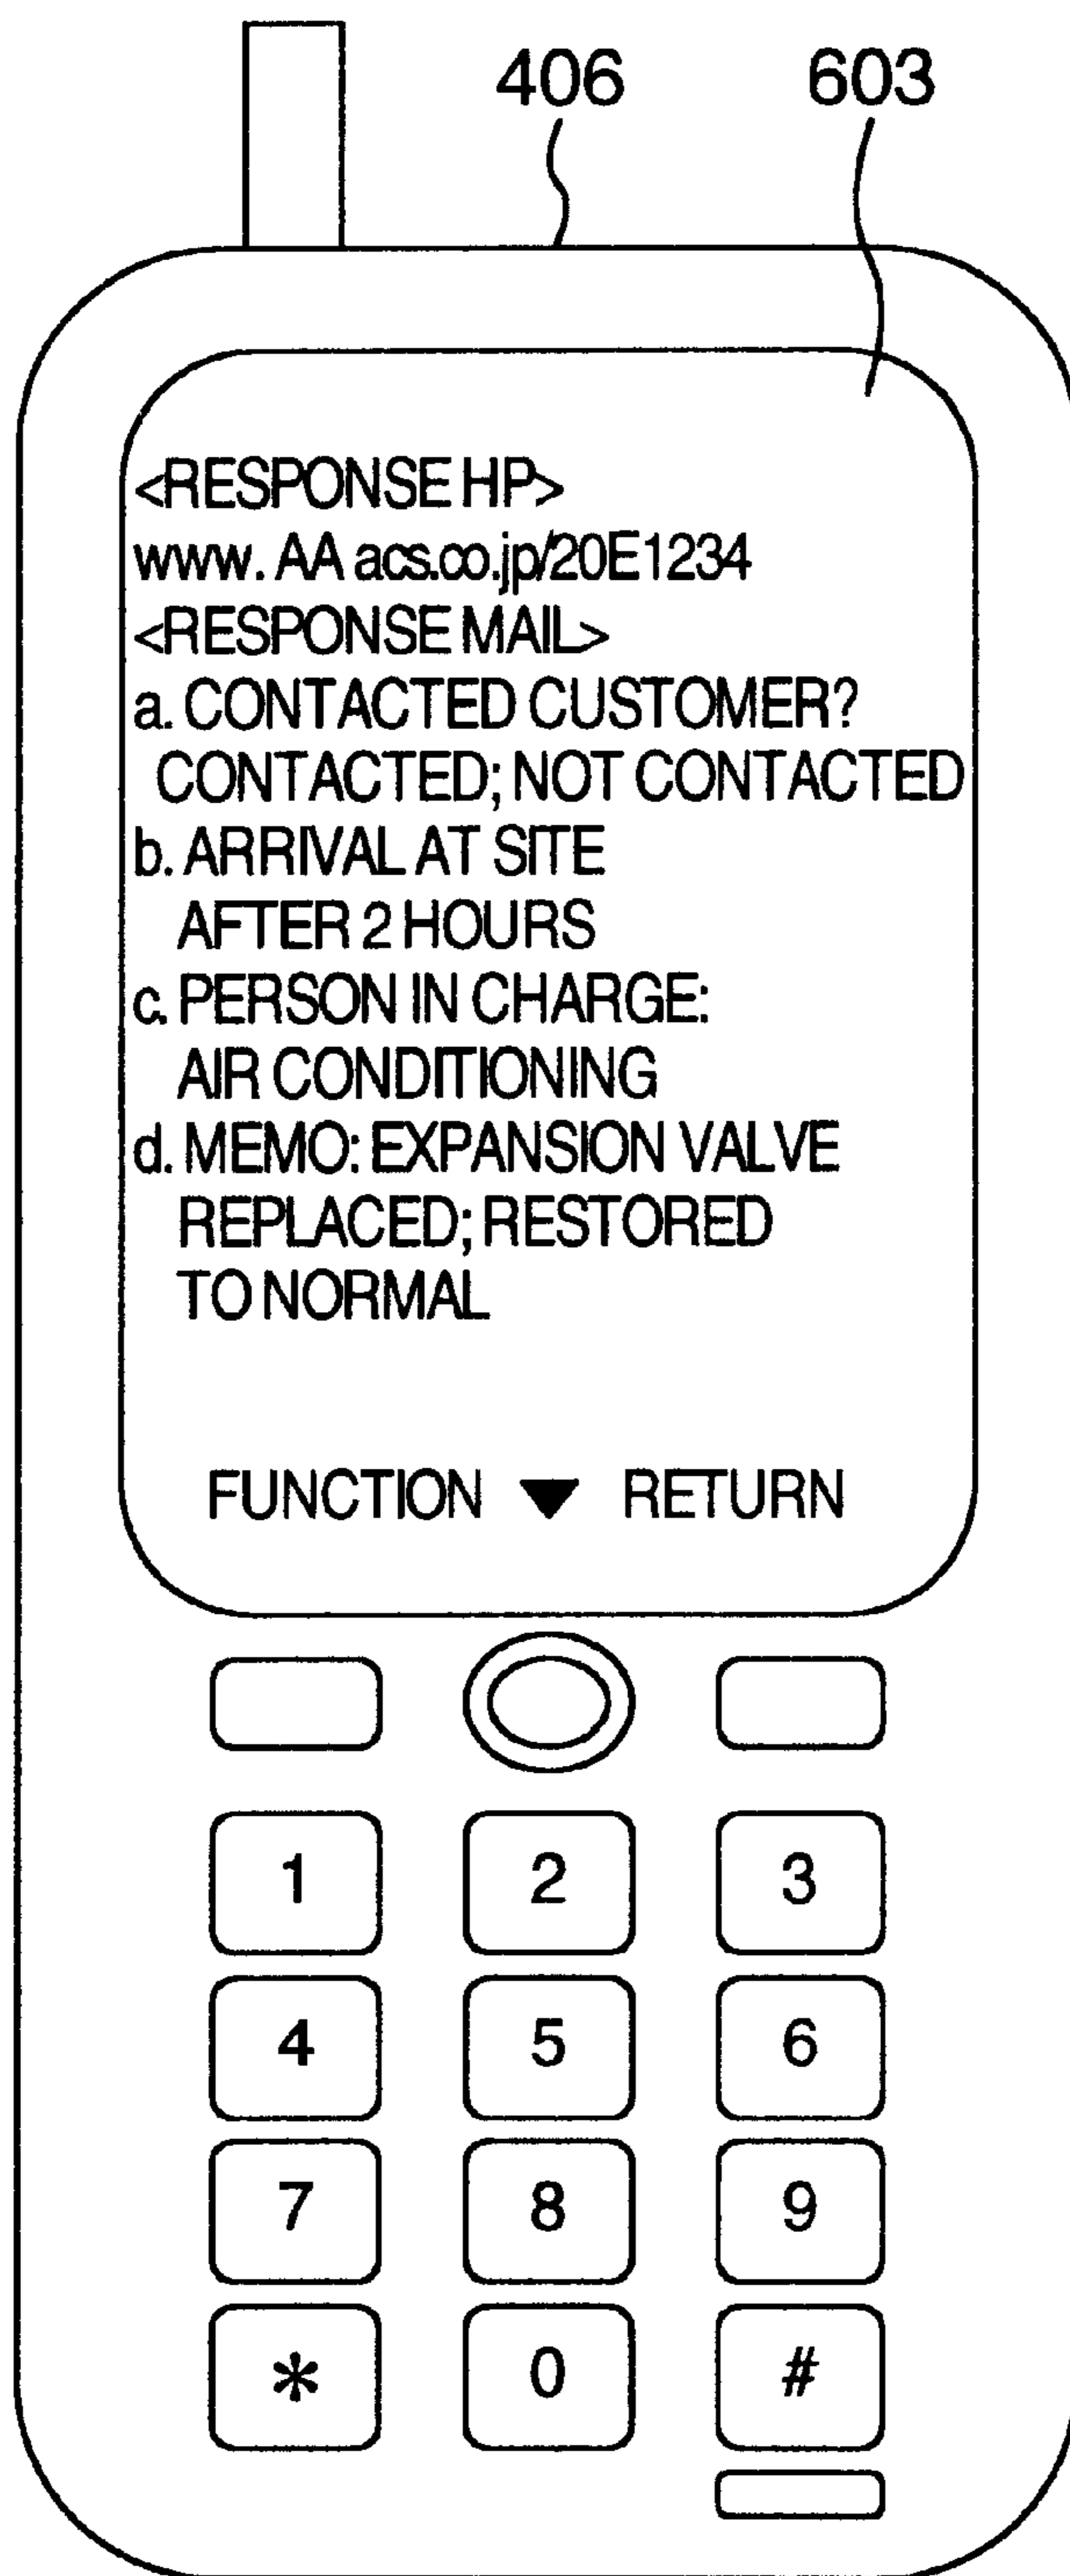 406 603
<RESPONSE HP>
www. AA acs.co.jp/20E1234
<RESPONSE MAIL>
a. CONTACTED CUSTOMER?
CONTACTED; NOT CONTACTED
b. ARRIVAL AT SITE
AFTER 2 HOURS
c. PERSON IN CHARGE:
AIR CONDITIONING
d. MEMO: EXPANSION VALVE
REPLACED; RESTORED
TO NORMAL
FUNCTION ▼ RETURN
1 2 3
4 5 6
7 8 9
* 0 #